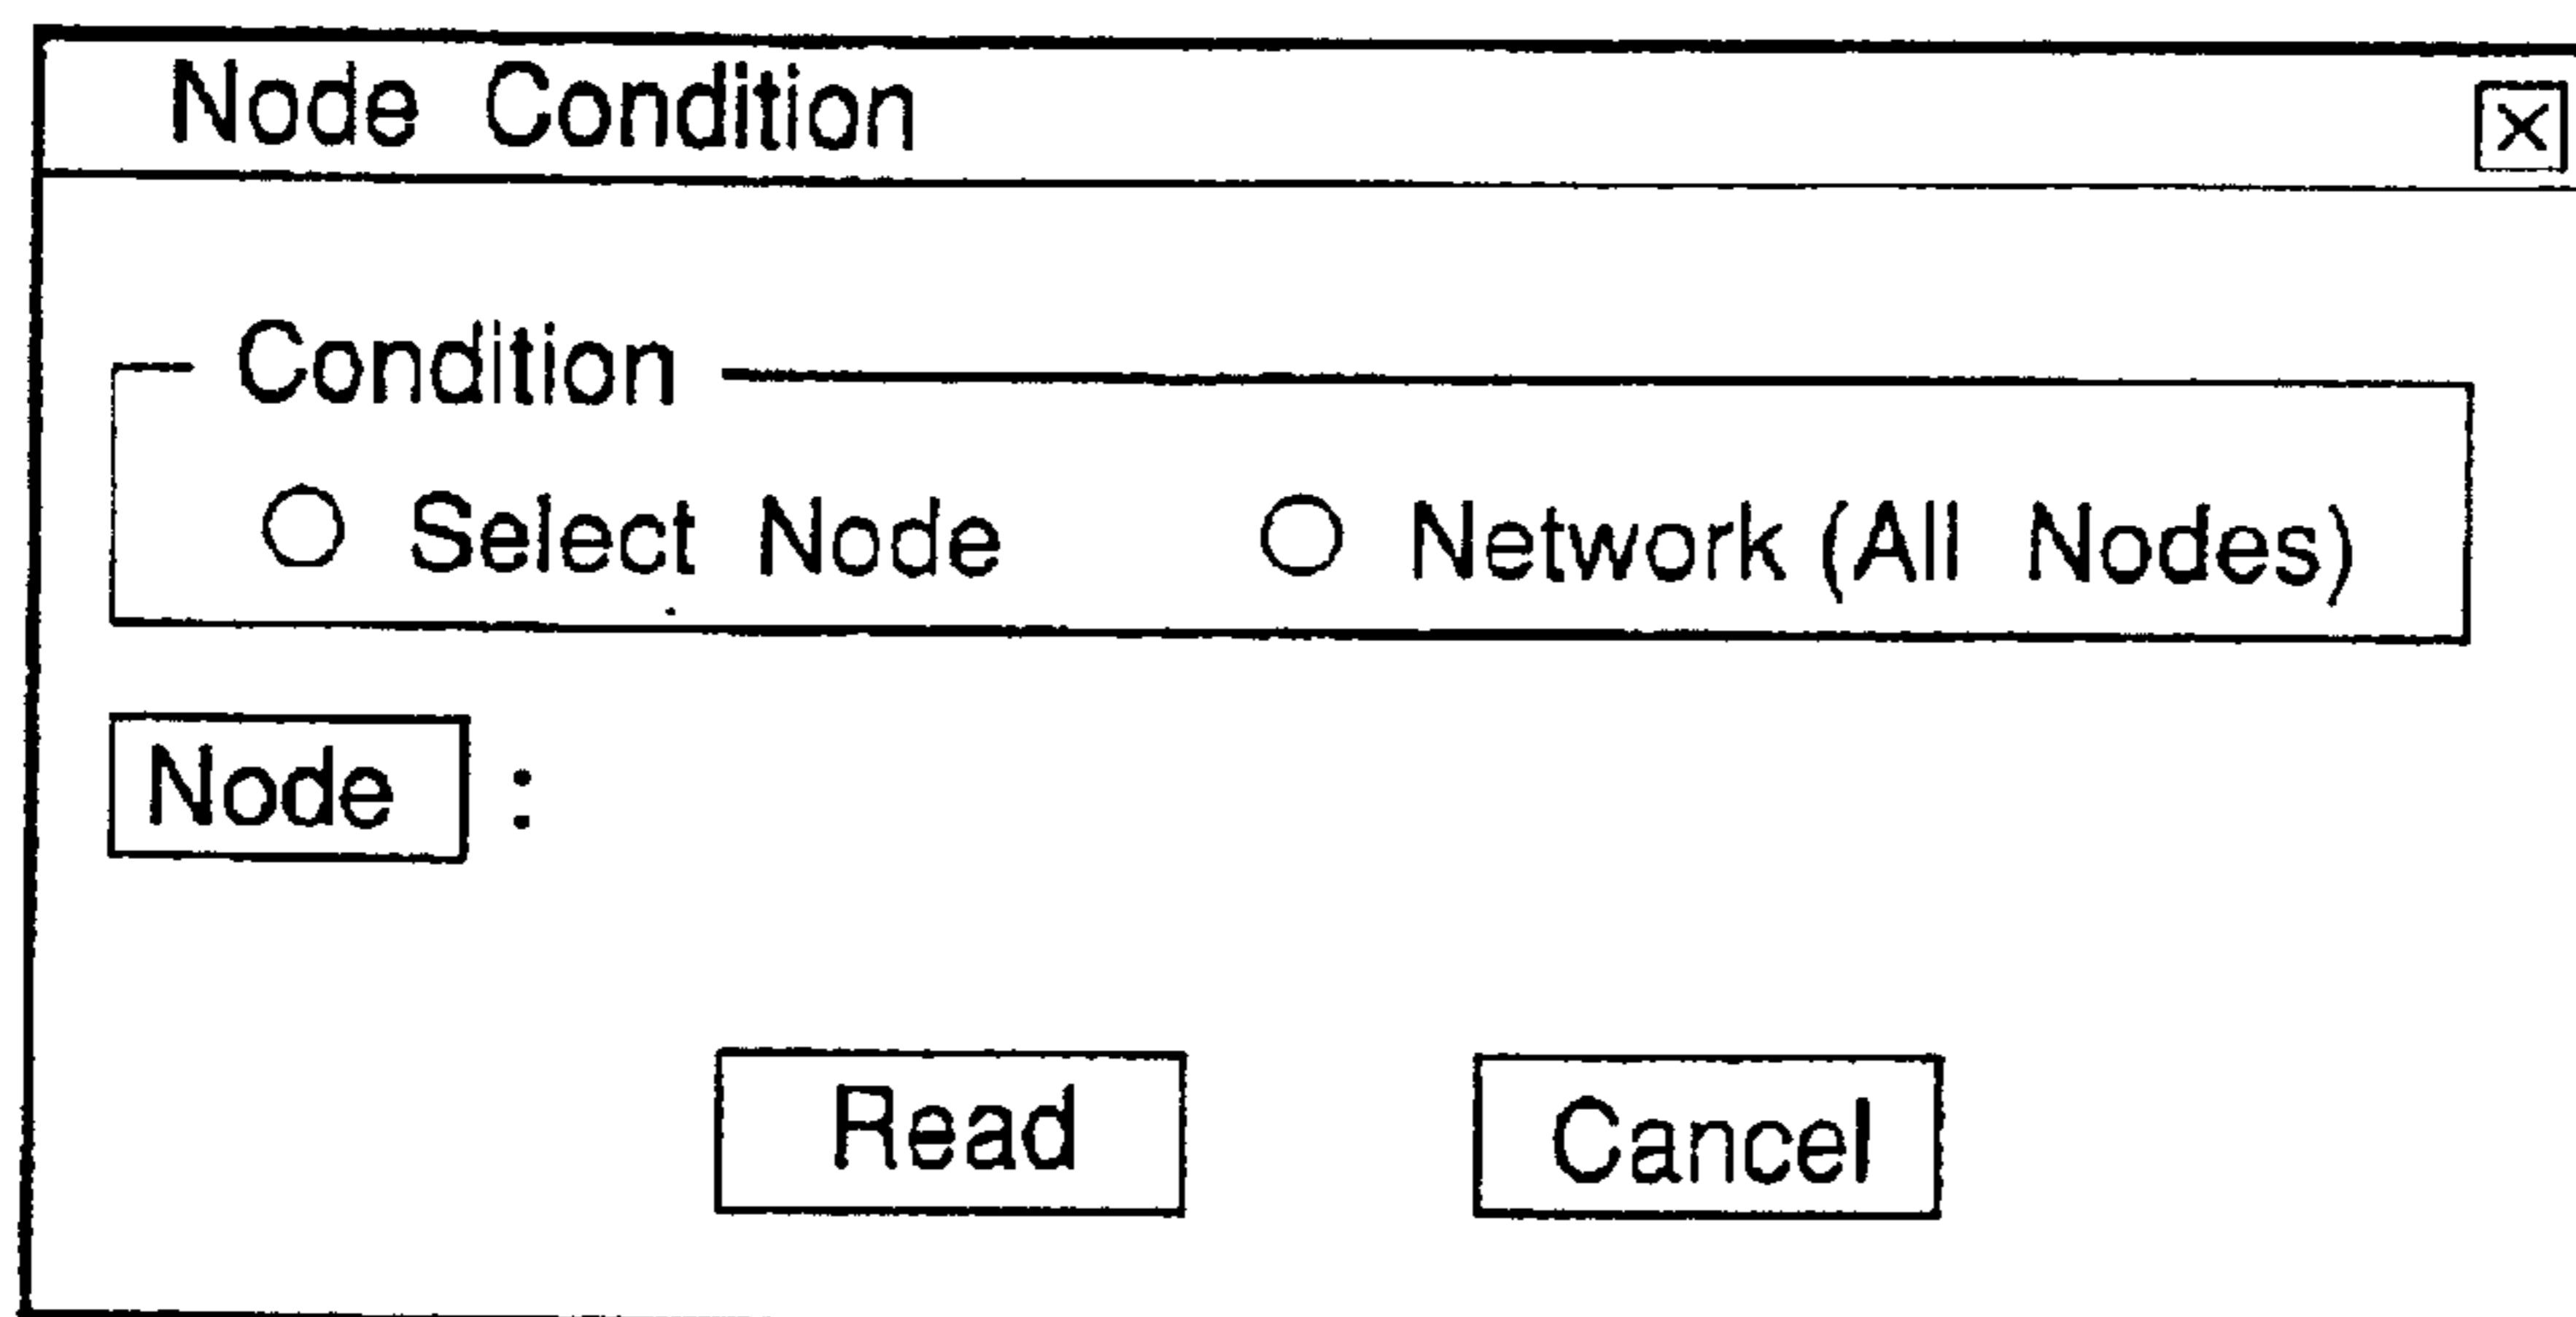 Node Condition
Condition
Select Node Network (All Nodes)
Node :
Read Cancel